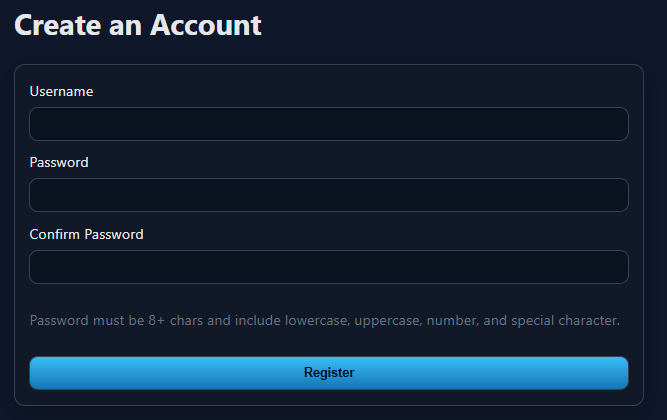 Create an Account
Username
Password
Confirm Password
Password must be 8+ chars and include lowercase, uppercase, number, and special character.
Register